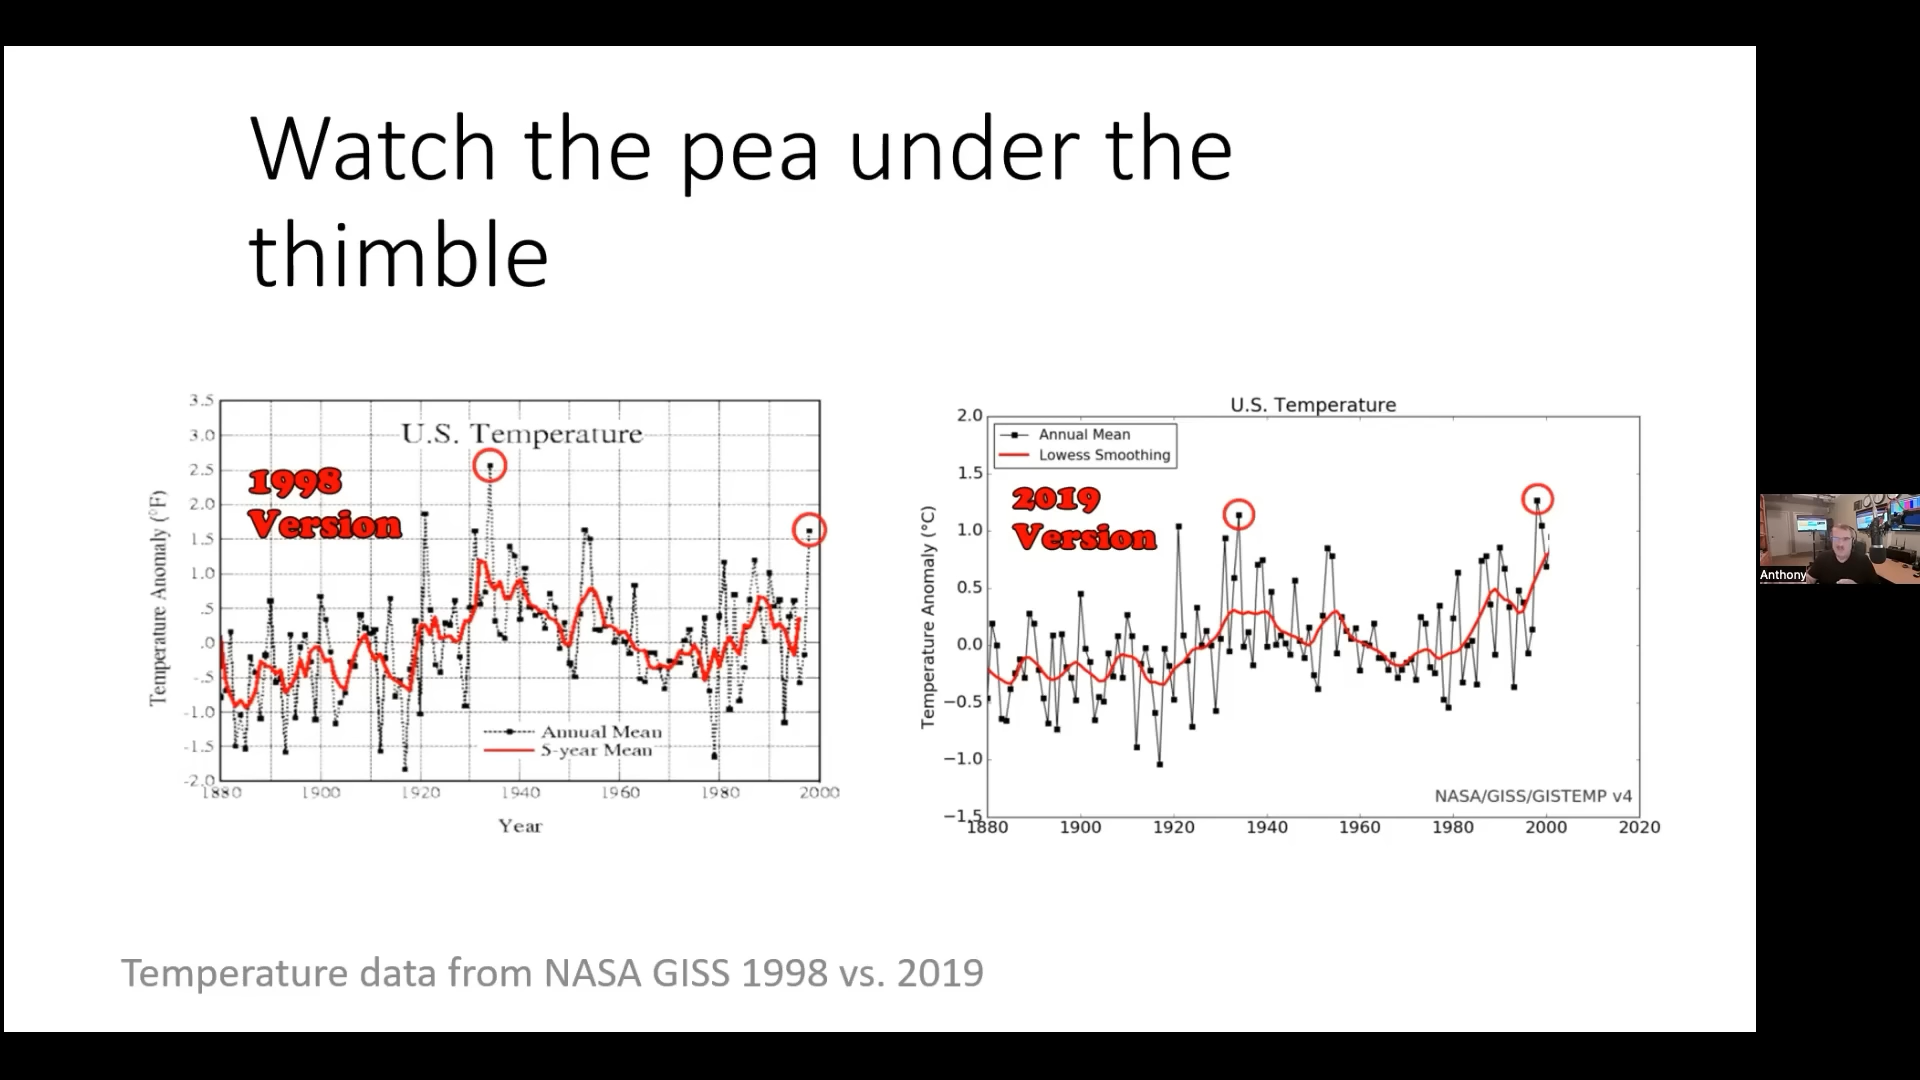 Watch the pea under the
thimble
U.S. Temperature
1998
Version
Temperature Anomaly (°F)
3.5
3.0
2.5
2.0
1.5
1.0
.5
.0
-.5
-1.0
-1.5
-2.0
Annual Mean
5-year Mean
1880
1900
1920
1940
1960
1980
2000
Year
U.S. Temperature
Annual Mean
Lowess Smoothing
2019
Version
Temperature Anomaly (°C)
2.0
1.5
1.0
0.5
0.0
−0.5
−1.0
−1.5
NASA/GISS/GISTEMP v4
1880
1900
1920
1940
1960
1980
2000
2020
Temperature data from NASA GISS 1998 vs. 2019
Anthony